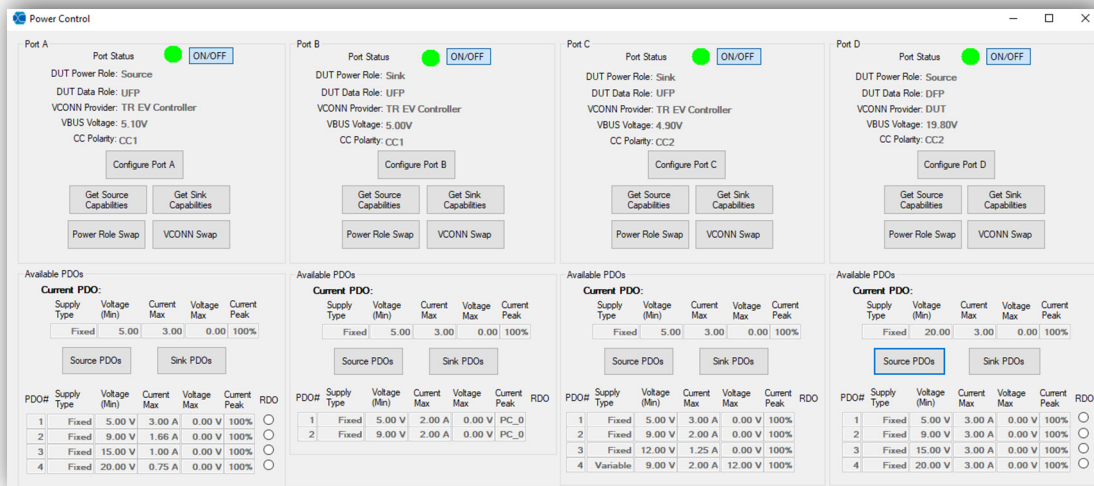 Power Control
Port A
Port Status ON/OFF
DUT Power Role: Source
DUT Data Role: UFP
VCONN Provider: TR EV Controller
VBUS Voltage: 5.10V
CC Polarity: CC1
Configure Port A
Get Source Capabilities Get Sink Capabilities
Power Role Swap VCONN Swap
Available PDOs
Current PDO:
Supply Type Voltage (Min) Current Max Voltage Max Current Peak
Fixed 5.00 3.00 0.00 100%
Source PDOs Sink PDOs
PDO# Supply Type Voltage (Min) Current Max Voltage Max Current Peak RDO
1 Fixed 5.00 V 3.00 A 0.00 V 100%
2 Fixed 9.00 V 1.66 A 0.00 V 100%
3 Fixed 15.00 V 1.00 A 0.00 V 100%
4 Fixed 20.00 V 0.75 A 0.00 V 100%
Port B
Port Status ON/OFF
DUT Power Role: Sink
DUT Data Role: UFP
VCONN Provider: TR EV Controller
VBUS Voltage: 5.00V
CC Polarity: CC1
Configure Port B
Get Source Capabilities Get Sink Capabilities
Power Role Swap VCONN Swap
Available PDOs
Current PDO:
Supply Type Voltage (Min) Current Max Voltage Max Current Peak
Fixed 5.00 3.00 0.00 100%
Source PDOs Sink PDOs
PDO# Supply Type Voltage (Min) Current Max Voltage Max Current Peak RDO
1 Fixed 5.00 V 2.00 A 0.00 V PC_0
2 Fixed 9.00 V 2.00 A 0.00 V PC_0
Port C
Port Status ON/OFF
DUT Power Role: Sink
DUT Data Role: UFP
VCONN Provider: TR EV Controller
VBUS Voltage: 4.90V
CC Polarity: CC2
Configure Port C
Get Source Capabilities Get Sink Capabilities
Power Role Swap VCONN Swap
Available PDOs
Current PDO:
Supply Type Voltage (Min) Current Max Voltage Max Current Peak
Fixed 5.00 3.00 0.00 100%
Source PDOs Sink PDOs
PDO# Supply Type Voltage (Min) Current Max Voltage Max Current Peak RDO
1 Fixed 5.00 V 3.00 A 0.00 V 100%
2 Fixed 9.00 V 2.00 A 0.00 V 100%
3 Fixed 12.00 V 1.25 A 0.00 V 100%
4 Variable 9.00 V 2.00 A 12.00 V 100%
Port D
Port Status ON/OFF
DUT Power Role: Source
DUT Data Role: DFP
VCONN Provider: DUT
VBUS Voltage: 19.80V
CC Polarity: CC2
Configure Port D
Get Source Capabilities Get Sink Capabilities
Power Role Swap VCONN Swap
Available PDOs
Current PDO:
Supply Type Voltage (Min) Current Max Voltage Max Current Peak
Fixed 20.00 3.00 0.00 100%
Source PDOs Sink PDOs
PDO# Supply Type Voltage (Min) Current Max Voltage Max Current Peak RDO
1 Fixed 5.00 V 3.00 A 0.00 V 100%
2 Fixed 9.00 V 3.00 A 0.00 V 100%
3 Fixed 15.00 V 3.00 A 0.00 V 100%
4 Fixed 20.00 V 3.00 A 0.00 V 100%